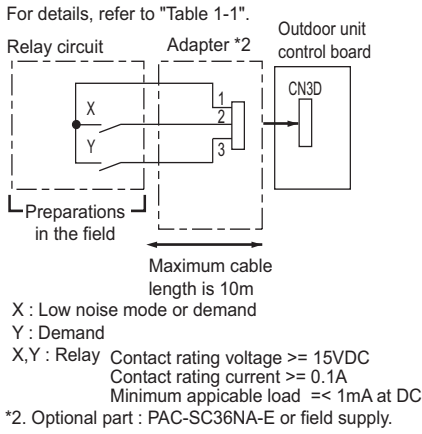 For details, refer to "Table 1-1".
Outdoor unit
control board
Relay circuit
Adapter *2
CN3D
X
Y
1
2
3
Preparations
in the field
Maximum cable
length is 10m
X : Low noise mode or demand
Y : Demand
X,Y : Relay Contact rating voltage >= 15VDC
Contact rating current >= 0.1A
Minimum appicable load =< 1mA at DC
*2. Optional part : PAC-SC36NA-E or field supply.